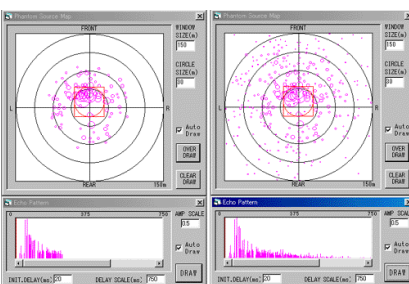 Phantom Source Map
FRONT
WINDOW
SIZE(m)
150
CIRCLE
SIZE(m)
30
L
R
Auto
Draw
OVER
DRAW
CLEAR
DRAW
REAR
150m
Phantom Source Map
FRONT
WINDOW
SIZE(m)
150
CIRCLE
SIZE(m)
30
L
R
Auto
Draw
OVER
DRAW
CLEAR
DRAW
REAR
150m
Echo Pattern
0 375 750
AMP SCALE
0.5
Auto
Draw
DRAW
INIT.DELAY(ms) 20 DELAY SCALE(ms) 750
Echo Pattern
0 375 750
AMP SCAL
0.5
Auto
Draw
DRAW
INIT.DELAY(ms) 20 DELAY SCALE(ms) 750